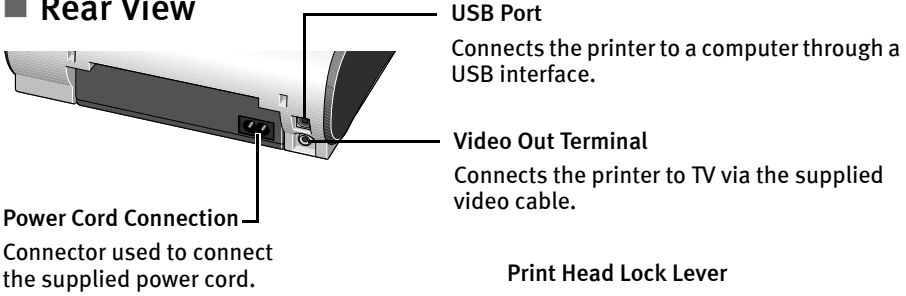 ■ Rear View
USB Port
Connects the printer to a computer through a
USB interface.
Video Out Terminal
Connects the printer to TV via the supplied
video cable.
Power Cord Connection
Connector used to connect
the supplied power cord.
Print Head Lock Lever